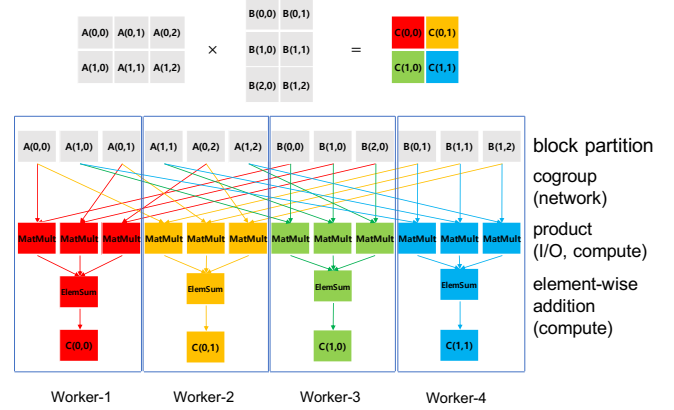 A(0,0) A(0,1) A(0,2)
A(1,0) A(1,1) A(1,2)
×
B(0,0) B(0,1)
B(1,0) B(1,1)
B(2,0) B(1,2)
=
C(0,0) C(0,1)
C(1,0) C(1,1)
A(0,0) A(1,0) A(0,1) A(1,1) A(0,2) A(1,2) B(0,0) B(1,0) B(2,0) B(0,1) B(1,1) B(1,2)
block partition
cogroup
(network)
MatMult MatMult MatMult MatMult MatMult MatMult MatMult MatMult MatMult MatMult MatMult MatMult
product
(I/O, compute)
ElemSum ElemSum ElemSum ElemSum
element-wise
addition
(compute)
C(0,0) C(0,1) C(1,0) C(1,1)
Worker-1 Worker-2 Worker-3 Worker-4